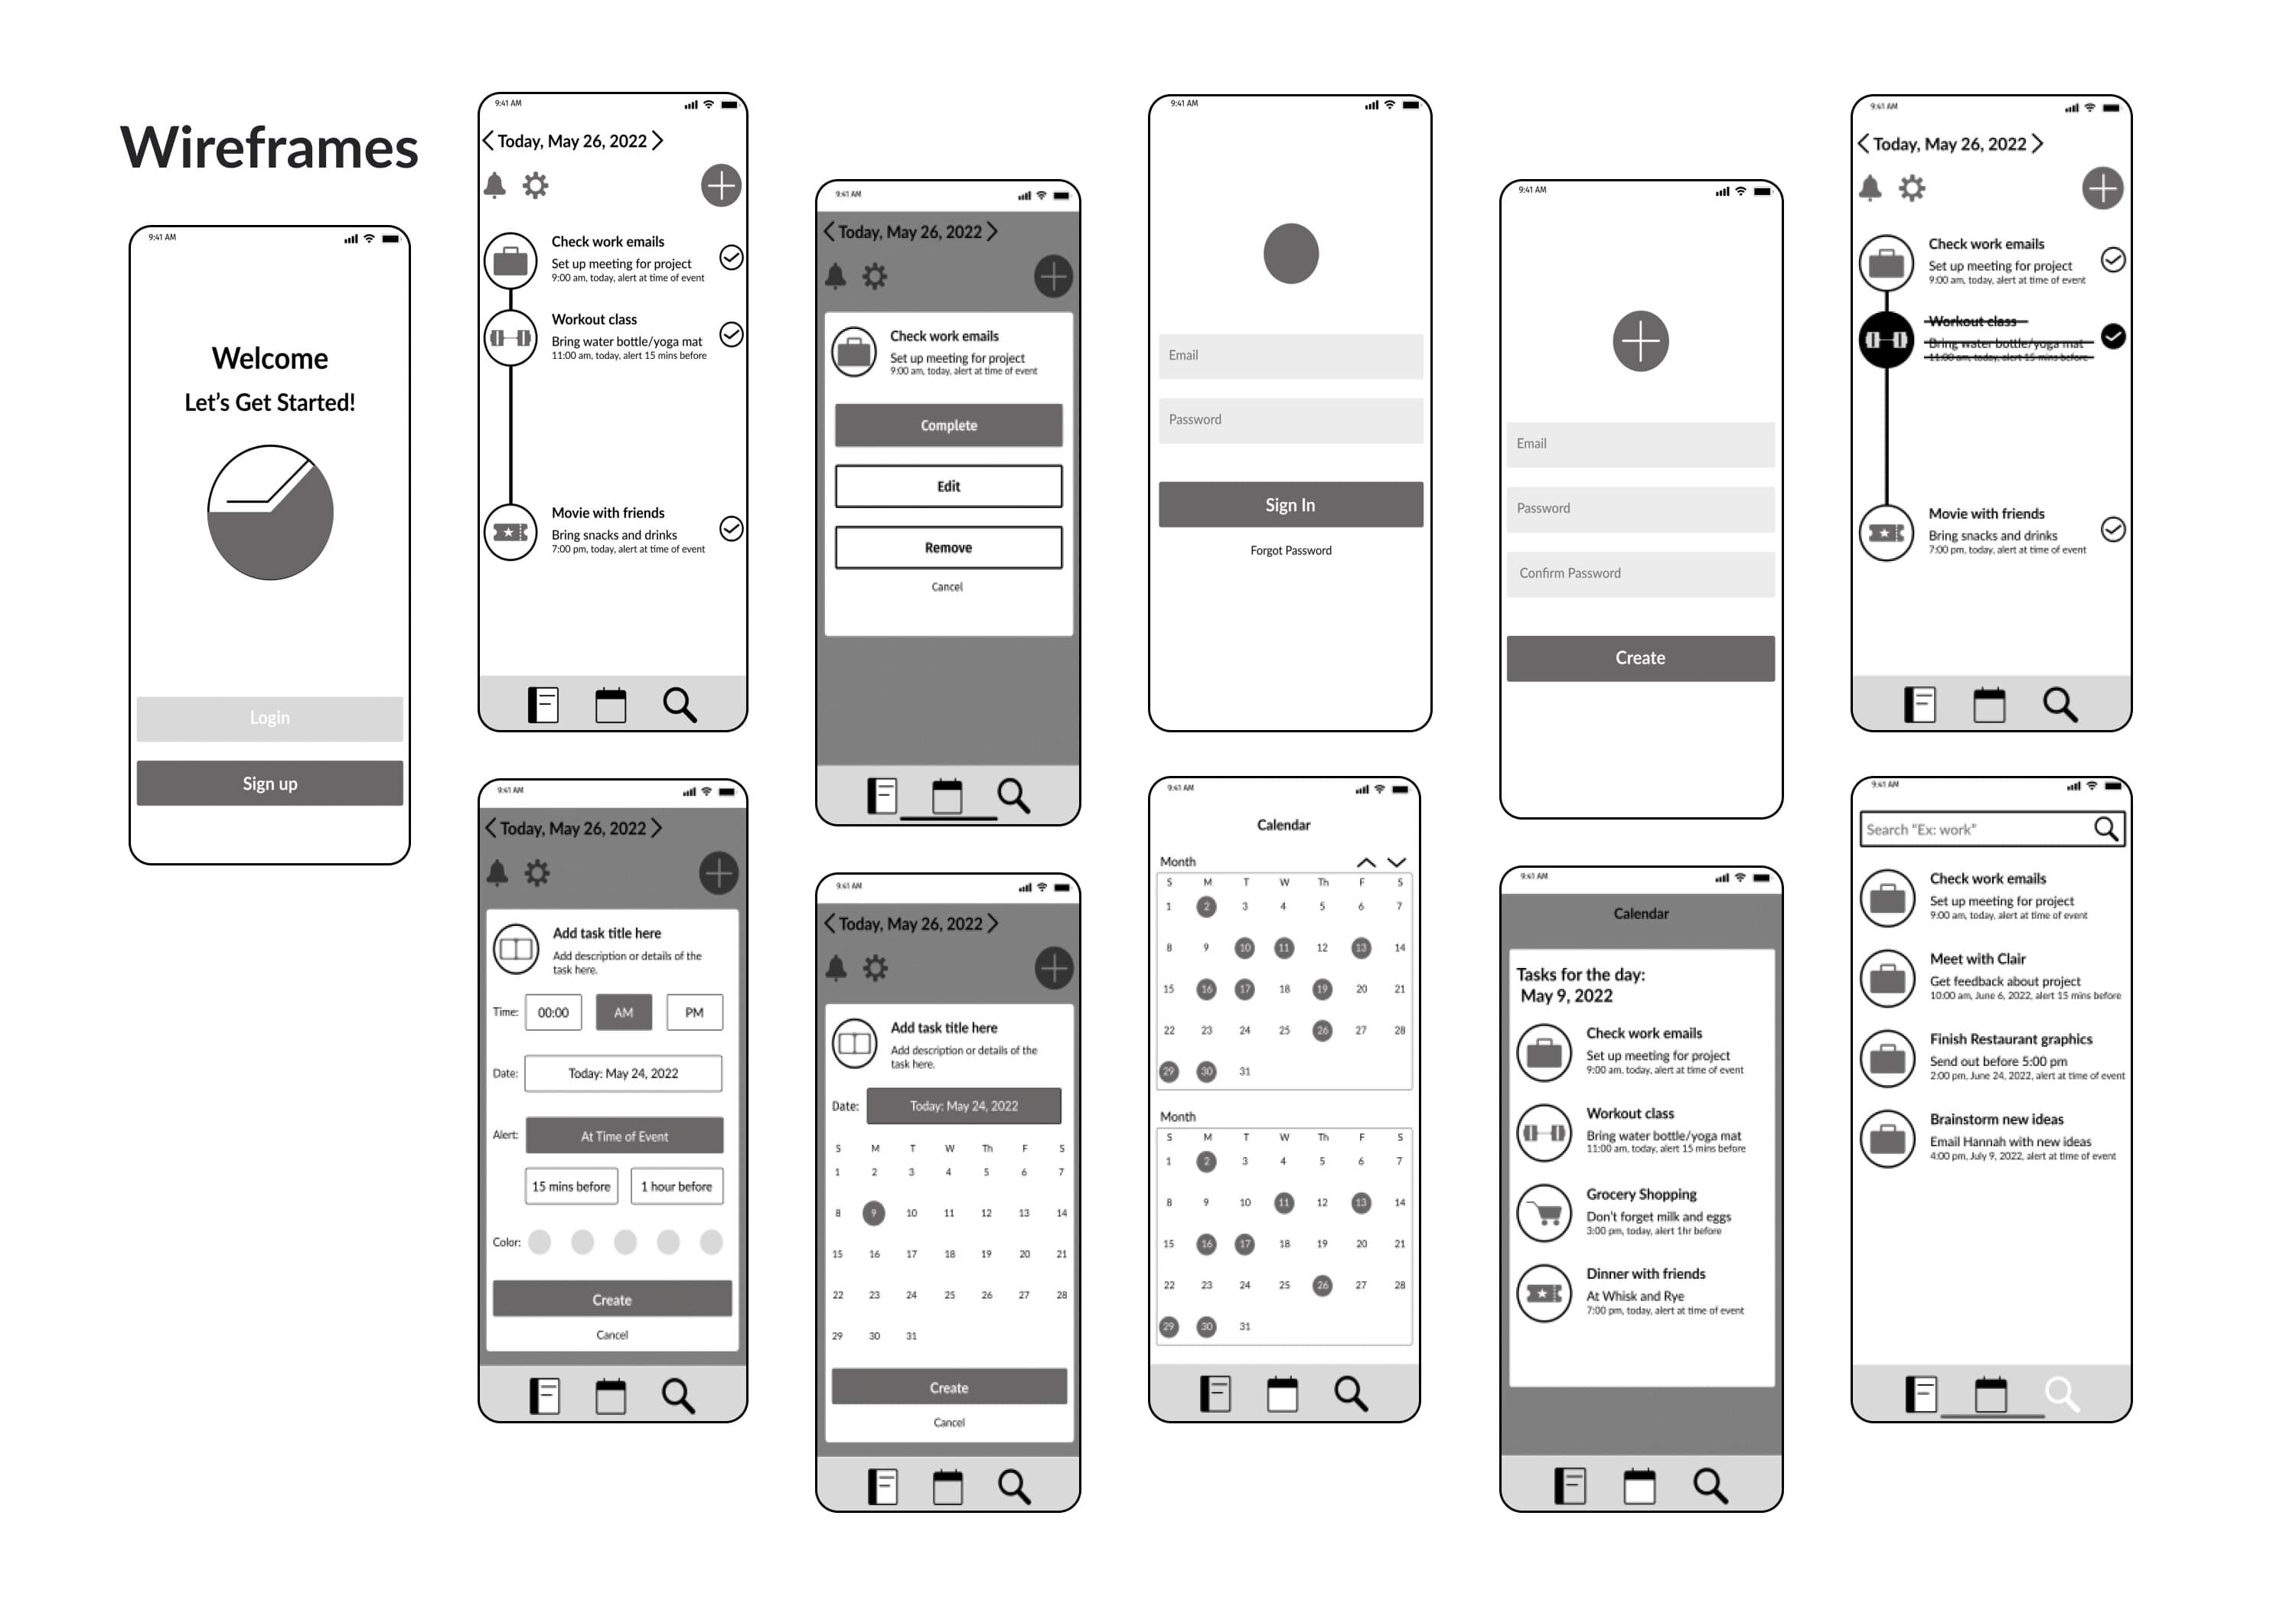 Wireframes
9:41 AM
Welcome
Let's Get Started!
Login
Sign up
9:41 AM
Today, May 26, 2022
Check work emails
Set up meeting for project
9:00 am, today, alert at time of event
Workout class
Bring water bottle/yoga mat
11:00 am, today, alert 15 mins before
Movie with friends
Bring snacks and drinks
7:00 pm, today, alert at time of event
9:41 AM
Today, May 26, 2022
Check work emails
Set up meeting for project
9:00 am, today, alert at time of event
Complete
Edit
Remove
Cancel
9:41 AM
Email
Password
Sign In
Forgot Password
9:41 AM
Email
Password
Confirm Password
Create
9:41 AM
Today, May 26, 2022
Check work emails
Set up meeting for project
9:00 am, today, alert at time of event
Workout class
Bring water bottle/yoga mat
11:00 am, today, alert 15 mins before
Movie with friends
Bring snacks and drinks
7:00 pm, today, alert at time of event
9:41 AM
Today, May 26, 2022
Add task title here
Add description or details of the
task here.
Time: 00:00 AM PM
Date: Today: May 24, 2022
Alert: At Time of Event
15 mins before 1 hour before
Color:
Create
Cancel
9:41 AM
Today, May 26, 2022
Add task title here
Add description or details of the
task here.
Date: Today: May 24, 2022
S M T W Th F S
1 2 3 4 5 6 7
8 9 10 11 12 13 14
15 16 17 18 19 20 21
22 23 24 25 26 27 28
29 30 31
Create
Cancel
9:41 AM
Calendar
Month
S M T W Th F S
1 2 3 4 5 6 7
8 9 10 11 12 13 14
15 16 17 18 19 20 21
22 23 24 25 26 27 28
29 30 31
Month
S M T W Th F S
1 2 3 4 5 6 7
8 9 10 11 12 13 14
15 16 17 18 19 20 21
22 23 24 25 26 27 28
29 30 31
9:41 AM
Calendar
Tasks for the day:
May 9, 2022
Check work emails
Set up meeting for project
9:00 am, today, alert at time of event
Workout class
Bring water bottle/yoga mat
11:00 am, today, alert 15 mins before
Grocery Shopping
Don't forget milk and eggs
3:00 pm, today, alert 1hr before
Dinner with friends
At Whisk and Rye
7:00 pm, today, alert at time of event
9:41 AM
Search "Ex: work"
Check work emails
Set up meeting for project
9:00 am, today, alert at time of event
Meet with Clair
Get feedback about project
10:00 am, June 6, 2022, alert 15 mins before
Finish Restaurant graphics
Send out before 5:00 pm
2:00 pm, June 24, 2022, alert at time of event
Brainstorm new ideas
Email Hannah with new ideas
4:00 pm, July 9, 2022, alert at time of event